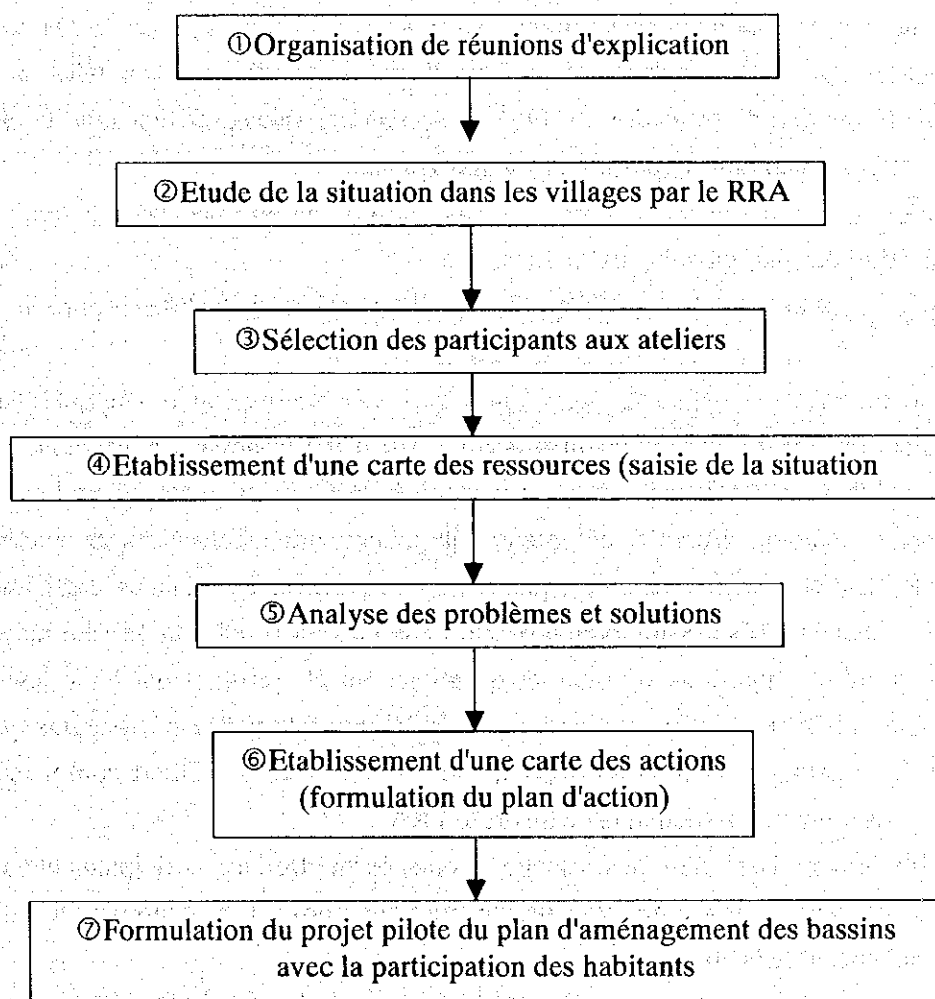 ①Organisation de réunions d'explication
②Etude de la situation dans les villages par le RRA
③Sélection des participants aux ateliers
④Etablissement d'une carte des ressources (saisie de la situation
⑤Analyse des problèmes et solutions
⑥Etablissement d'une carte des actions
(formulation du plan d'action)
⑦Formulation du projet pilote du plan d'aménagement des bassins
avec la participation des habitants